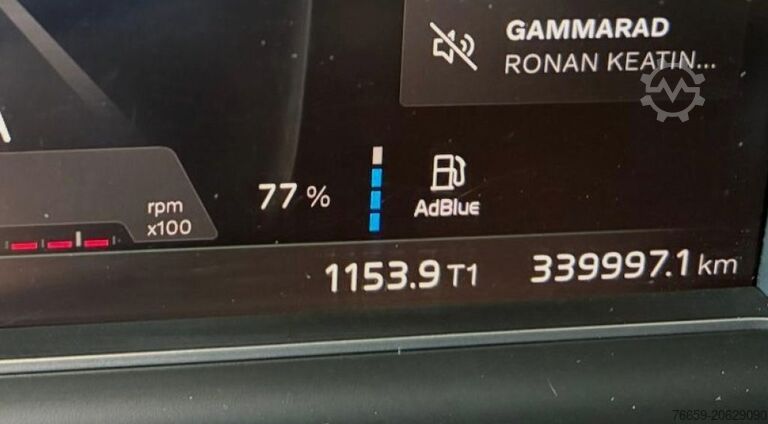 GAMMARAD
RONAN KEATIN...
rpm
x100
77 %
AdBlue
1153.9 T1
339997.1 km
76659-20629090